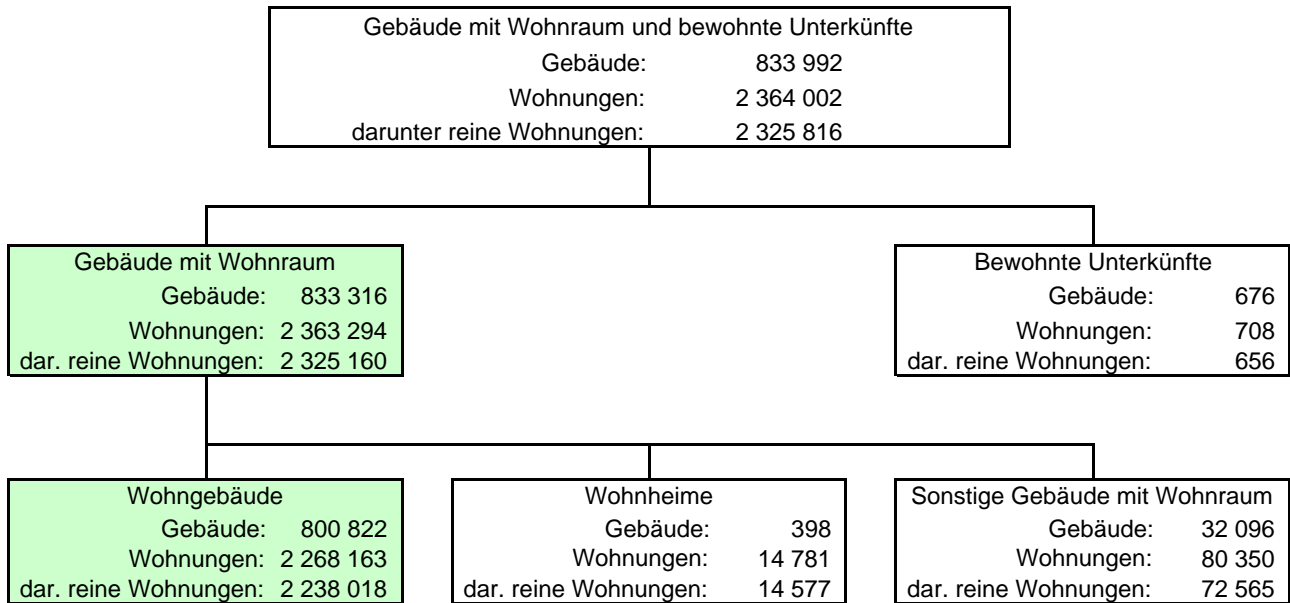 Gebäude mit Wohnraum und bewohnte Unterkünfte
Gebäude: 833 992
Wohnungen: 2 364 002
darunter reine Wohnungen: 2 325 816
Gebäude mit Wohnraum
Gebäude: 833 316
Wohnungen: 2 363 294
dar. reine Wohnungen: 2 325 160
Bewohnte Unterkünfte
Gebäude: 676
Wohnungen: 708
dar. reine Wohnungen: 656
Wohngebäude
Gebäude: 800 822
Wohnungen: 2 268 163
dar. reine Wohnungen: 2 238 018
Wohnheime
Gebäude: 398
Wohnungen: 14 781
dar. reine Wohnungen: 14 577
Sonstige Gebäude mit Wohnraum
Gebäude: 32 096
Wohnungen: 80 350
dar. reine Wohnungen: 72 565